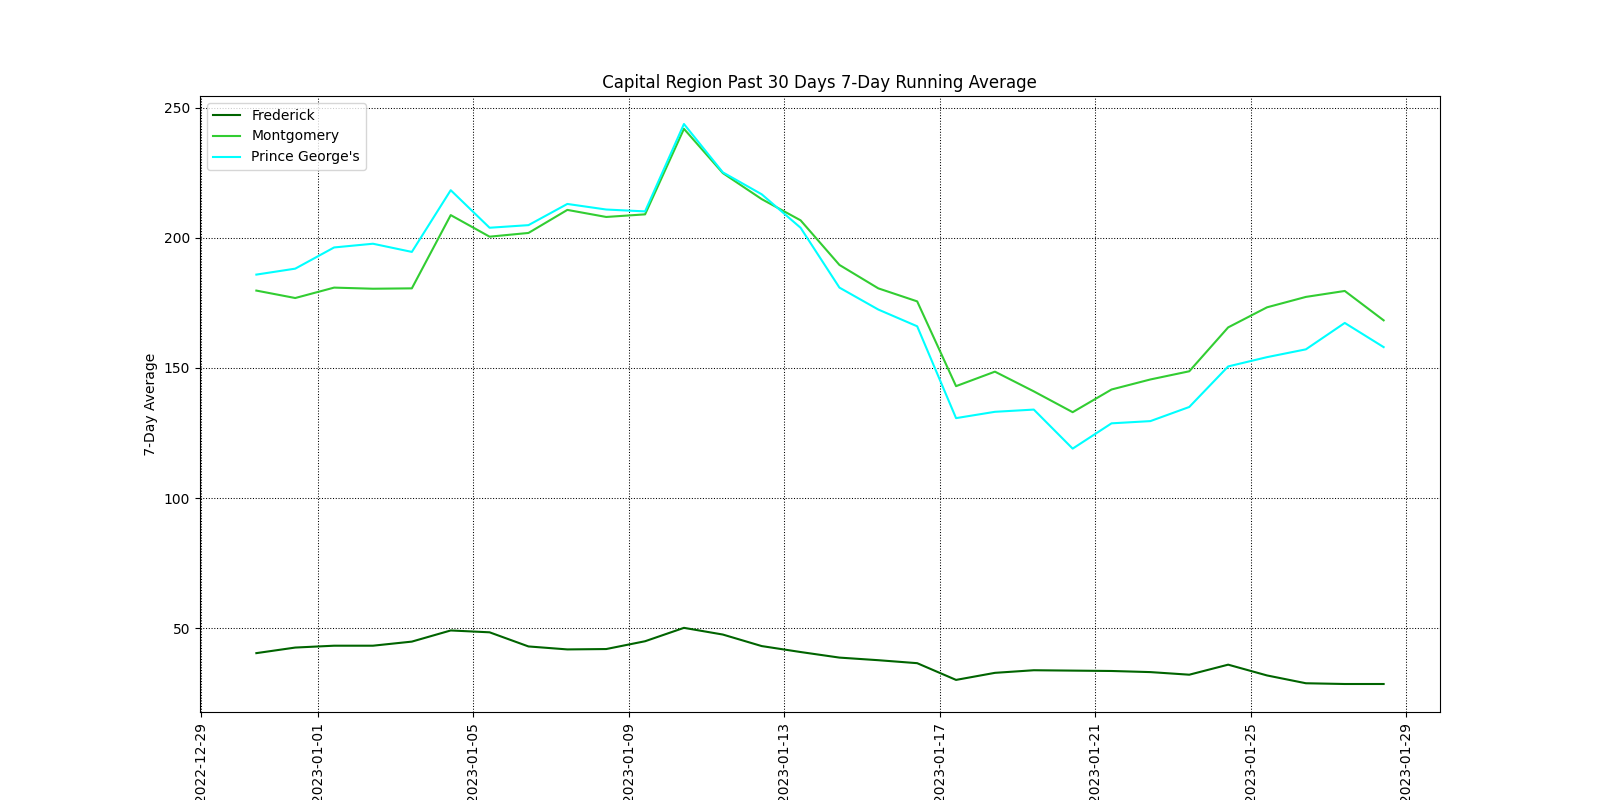 Capital Region Past 30 Days 7-Day Running Average
Frederick
Montgomery
Prince George's
250
200
150
100
50
7-Day Average
2022-12-29
2023-01-01
2023-01-05
2023-01-09
2023-01-13
2023-01-17
2023-01-21
2023-01-25
2023-01-29